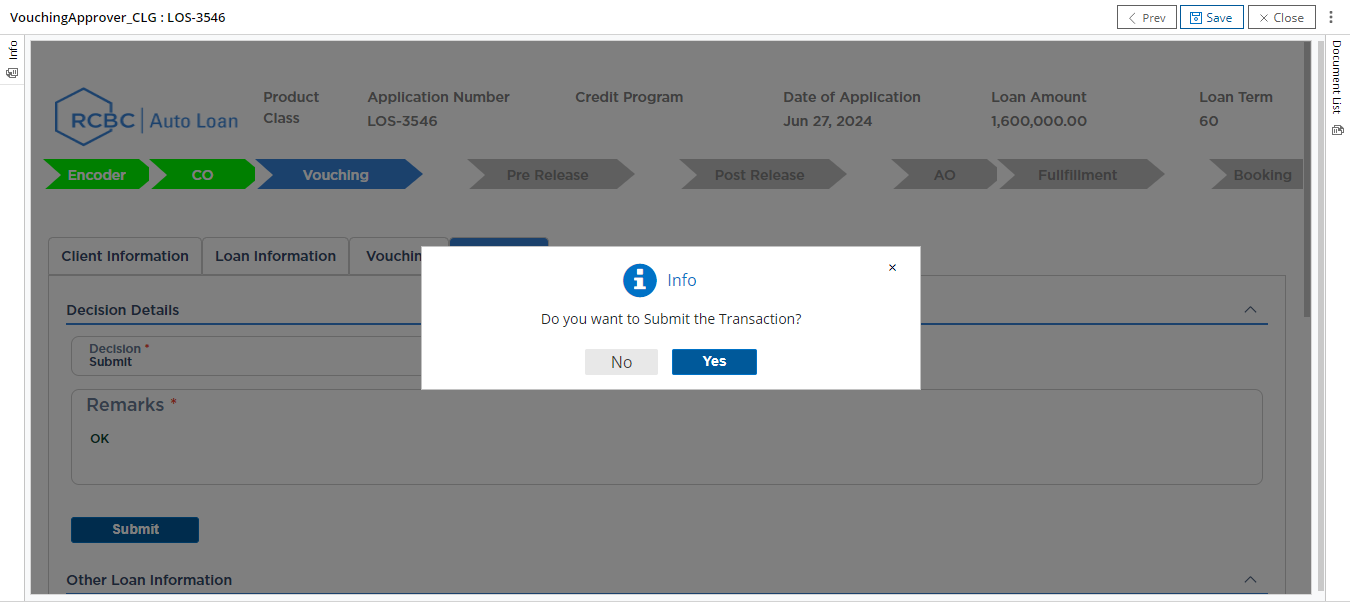 VouchingApprover_CLG : LOS-3546
Prev
Save
Close
Info
Document List
RCBC Auto Loan
Product Class
Application Number
LOS-3546
Credit Program
Date of Application
Jun 27, 2024
Loan Amount
1,600,000.00
Loan Term
60
Encoder
CO
Vouching
Pre Release
Post Release
AO
Fullfillment
Booking
Client Information
Loan Information
Vouchin
Info
×
Do you want to Submit the Transaction?
No
Yes
Decision Details
Decision *
Submit
Remarks *
OK
Submit
Other Loan Information